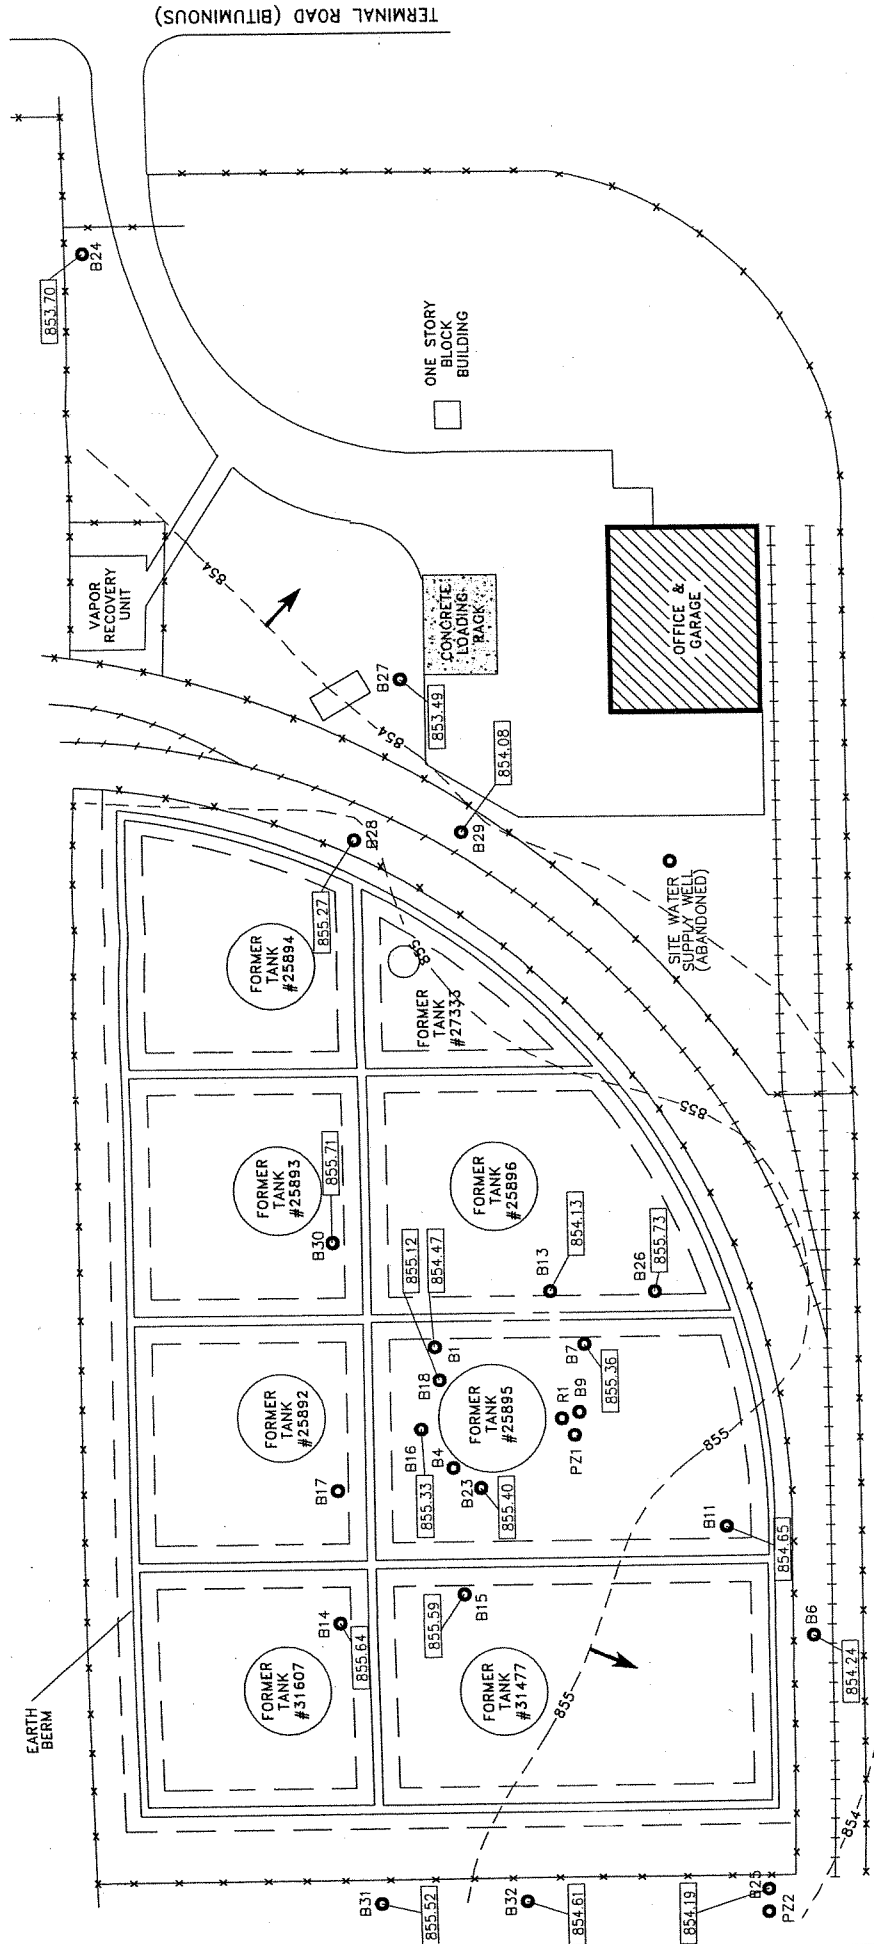 TERMINAL ROAD (BITUMINOUS)
853.70
B24
ONE STORY
BLOCK
BUILDING
VAPOR
RECOVERY
UNIT
854
CONCRETE
LOADING
RACK
OFFICE &
GARAGE
B27
853.49
854
854.08
B29
B28
855.27
SITE WATER
SUPPLY WELL
(ABANDONED)
FORMER
TANK
#25894
855
FORMER
TANK
#27333
855
FORMER
TANK
#25893
855.71
B30
FORMER
TANK
#25896
855.12
854.47
B13
854.13
B26
855.73
B1
B18
B7
855.36
FORMER
TANK
#25892
FORMER
TANK
#25895
R1
B9
PZ1
B16
855.33
B4
B23
855.40
B17
855
B11
854.65
B14
855.64
855.59
B15
B6
854.24
FORMER
TANK
#31607
FORMER
TANK
#31477
855
EARTH
BERM
854
B31
855.52
B32
854.61
854.19
B25
PZ2